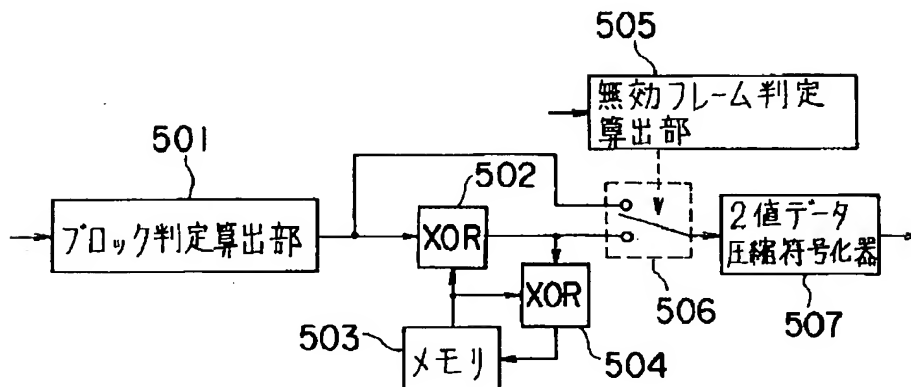 505
無効フレーム判定
算出部
501
502
ブロック判定算出部
XOR
2値データ
圧縮符号化器
XOR
506
503
504
507
メモリ